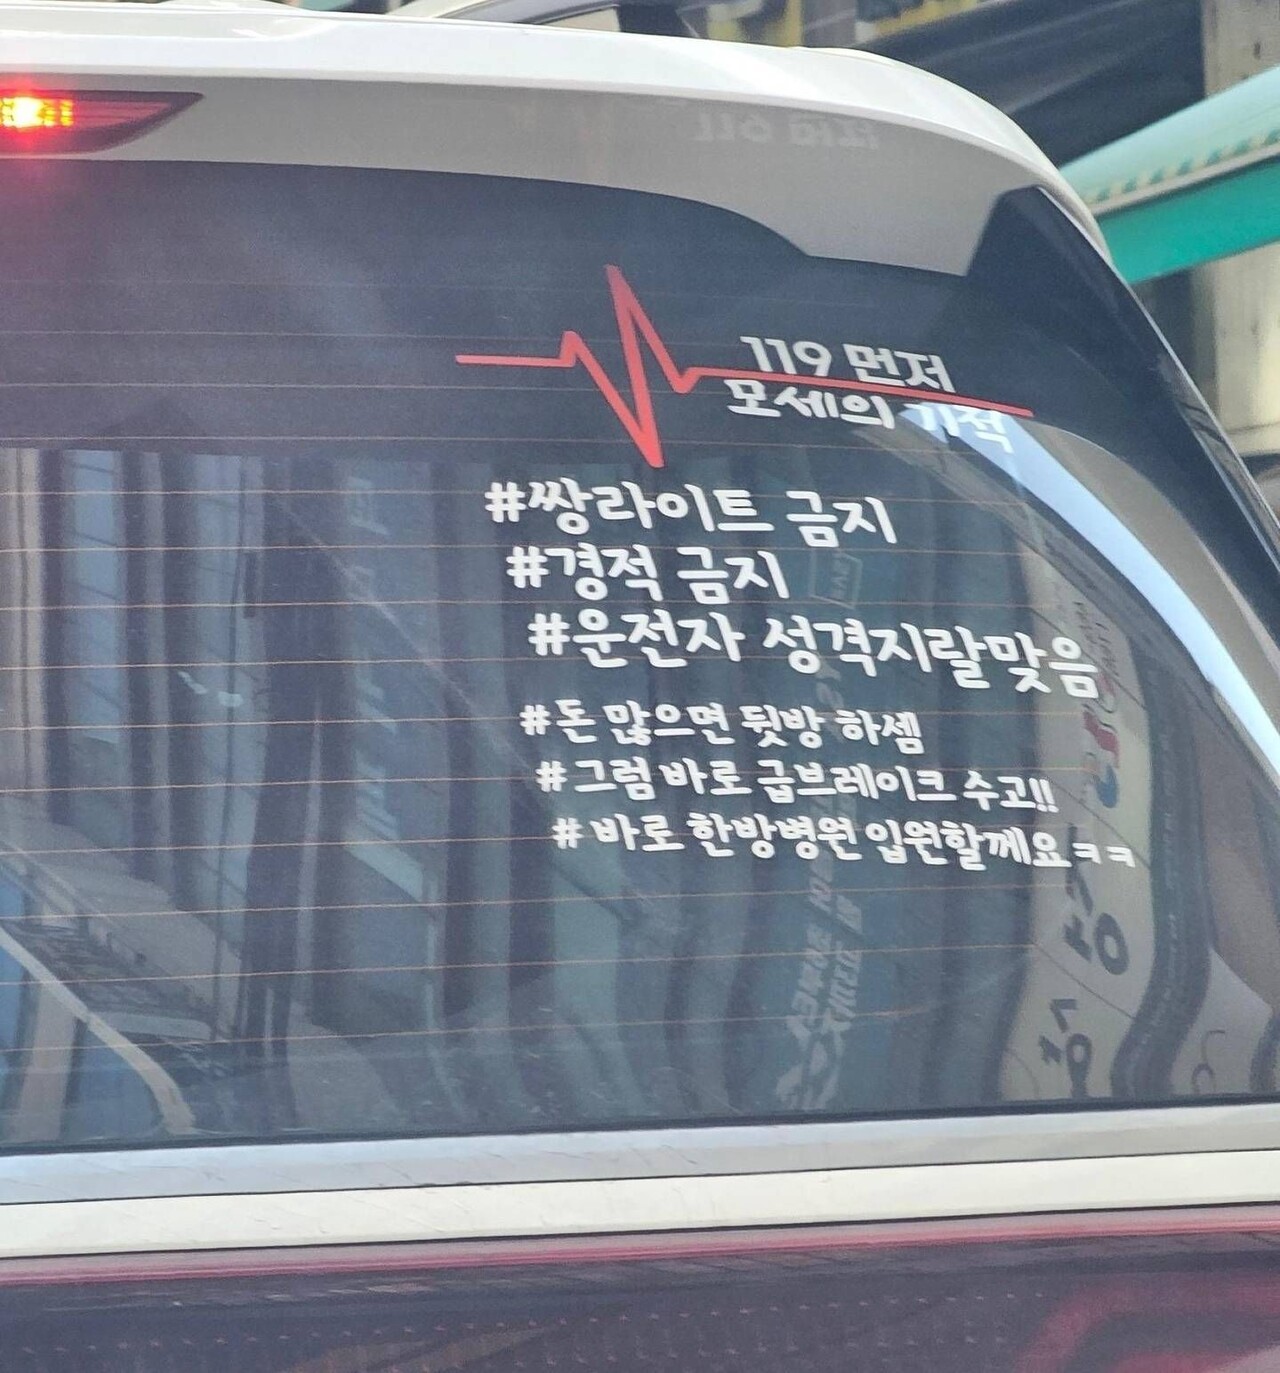 119 먼저
모세의 기적
#쌍라이트 금지
#경적 금지
#운전자 성격지랄맞음
#돈 많으면 뒷방 하셈
#그럼 바로 급브레이크 수고!!
# 바로 한방병원 입원할께요ㅋㅋ